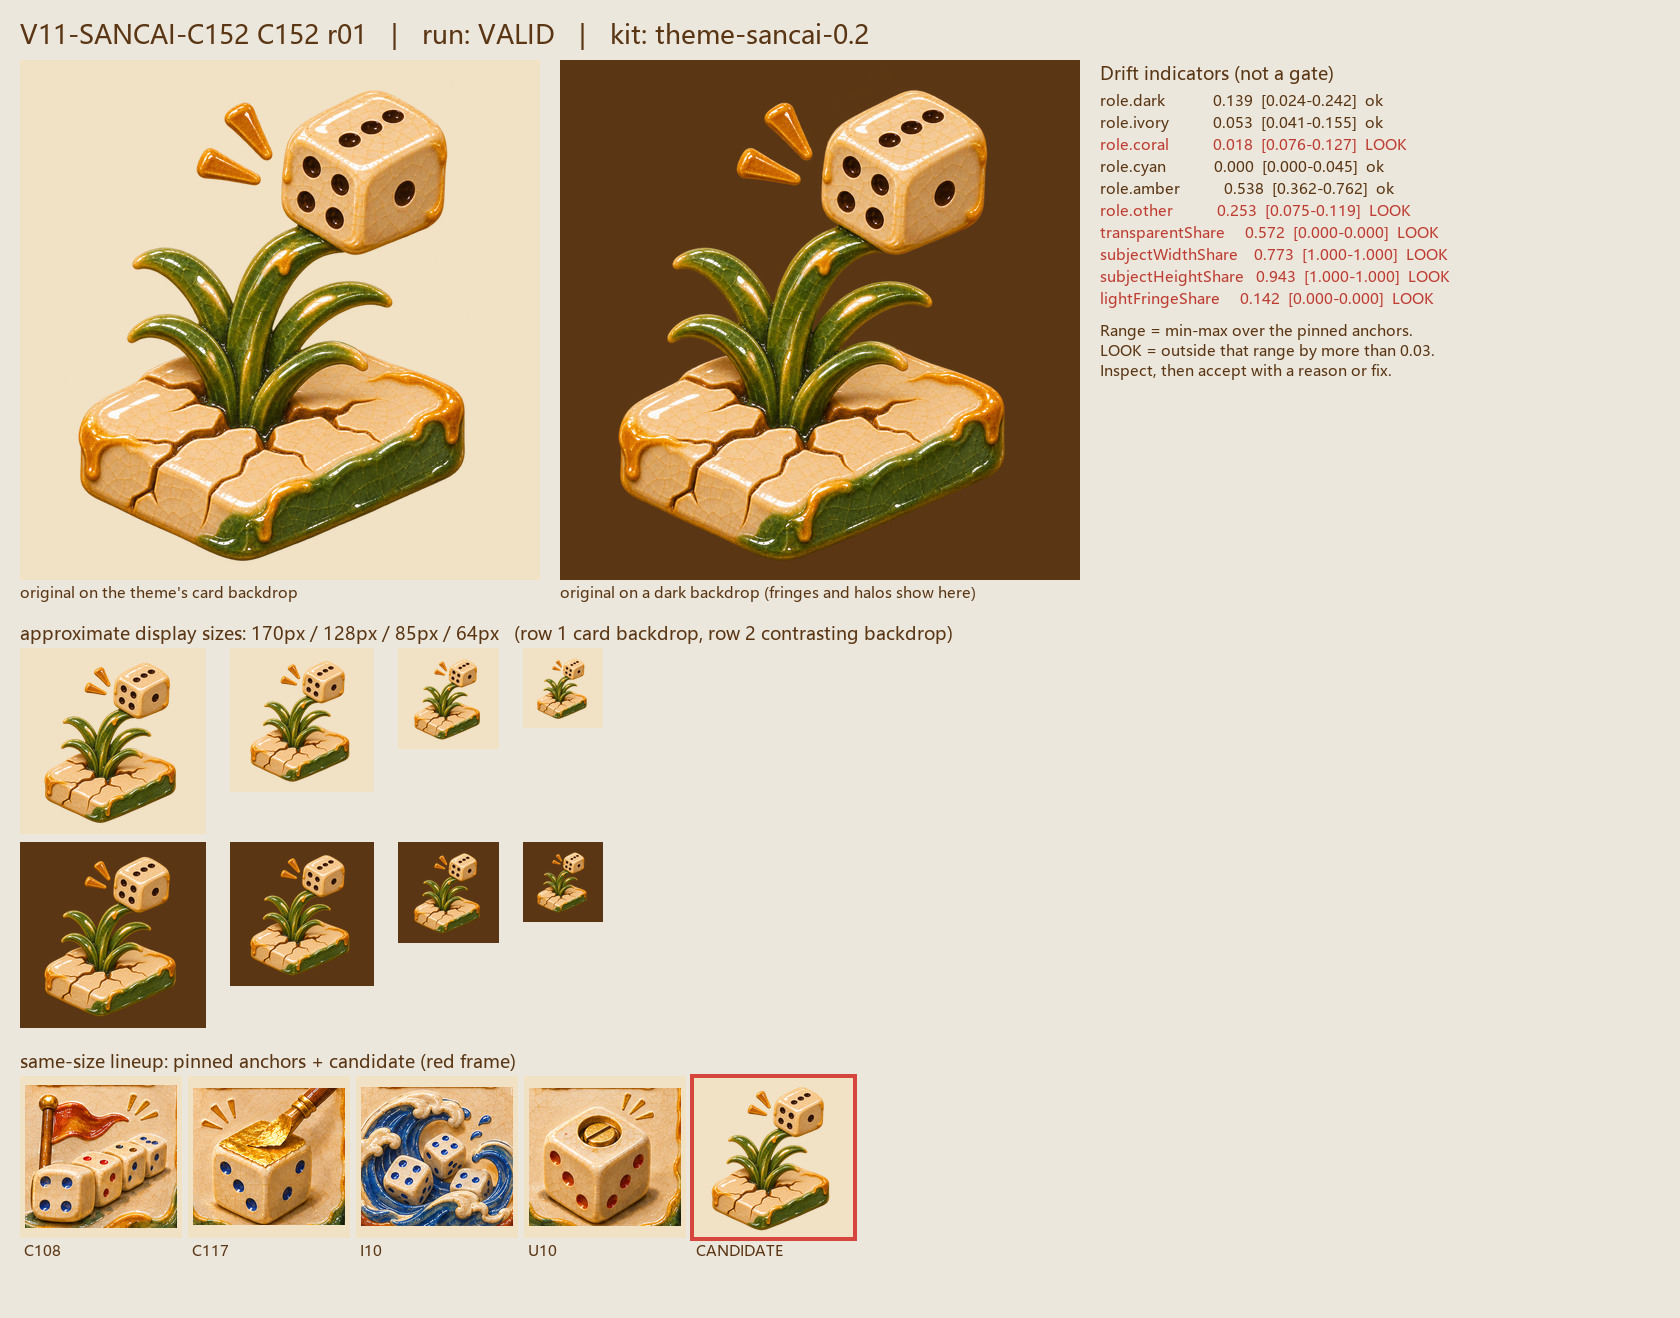 V11-SANCAI-C152 C152 r01 | run: VALID | kit: theme-sancai-0.2
Drift indicators (not a gate)
role.dark 0.139 [0.024-0.242] ok
role.ivory 0.053 [0.041-0.155] ok
role.coral 0.018 [0.076-0.127] LOOK
role.cyan 0.000 [0.000-0.045] ok
role.amber 0.538 [0.362-0.762] ok
role.other 0.253 [0.075-0.119] LOOK
transparentShare 0.572 [0.000-0.000] LOOK
subjectWidthShare 0.773 [1.000-1.000] LOOK
subjectHeightShare 0.943 [1.000-1.000] LOOK
lightFringeShare 0.142 [0.000-0.000] LOOK
Range = min-max over the pinned anchors.
LOOK = outside that range by more than 0.03.
Inspect, then accept with a reason or fix.
original on the theme's card backdrop
original on a dark backdrop (fringes and halos show here)
approximate display sizes: 170px / 128px / 85px / 64px (row 1 card backdrop, row 2 contrasting backdrop)
same-size lineup: pinned anchors + candidate (red frame)
C108
C117
I10
U10
CANDIDATE